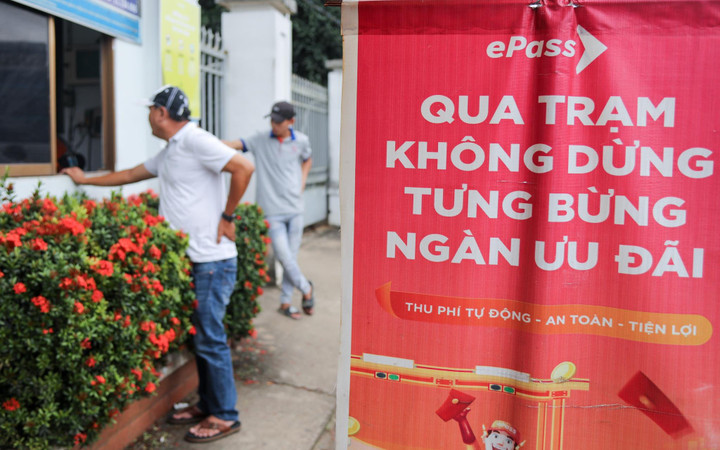 ePass
QUA TRẠM
KHÔNG DỪNG
TƯNG BỪNG
NGÀN ƯU ĐÃI
THU PHÍ TỰ ĐỘNG - AN TOÀN - TIỆN LỢI